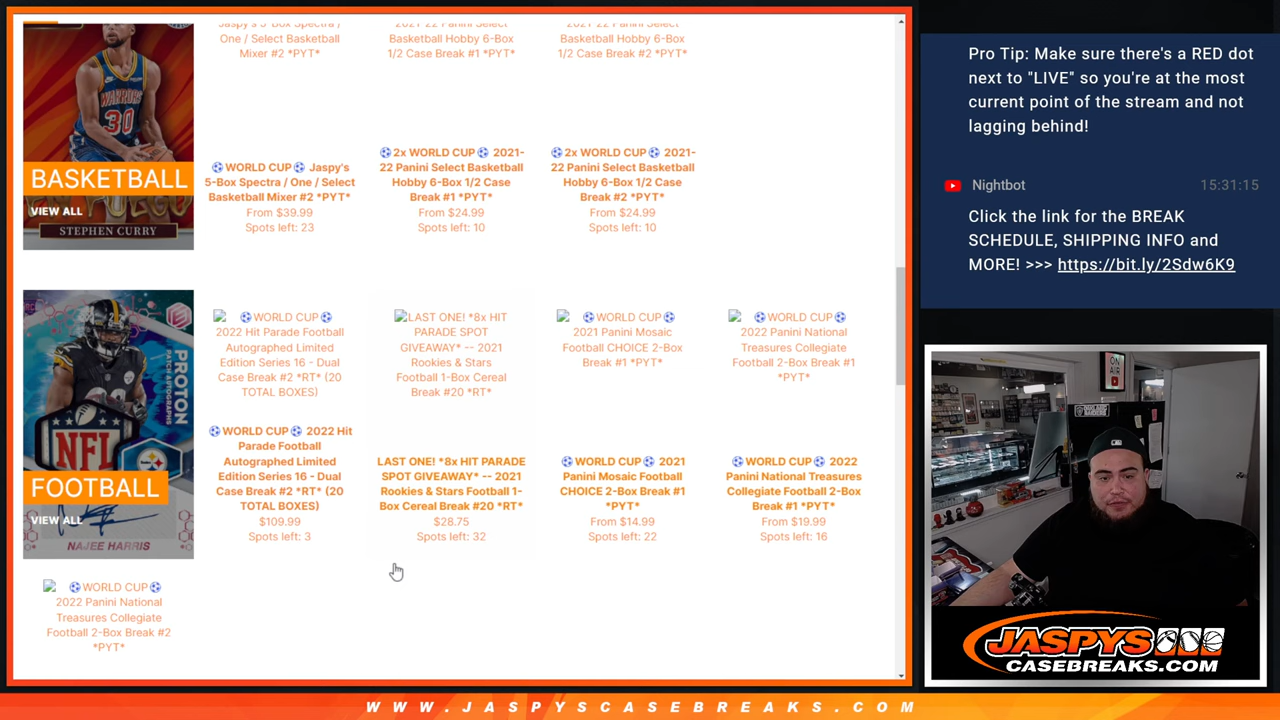 Jaspy's 5-Box Spectra /
One / Select Basketball
Mixer #2 *PYT*
2021-22 Panini Select
Basketball Hobby 6-Box
1/2 Case Break #1 *PYT*
2021-22 Panini Select
Basketball Hobby 6-Box
1/2 Case Break #2 *PYT*
WARRIORS
30
BASKETBALL
VIEW ALL
STEPHEN CURRY
⚽WORLD CUP⚽ Jaspy's
5-Box Spectra / One / Select
Basketball Mixer #2 *PYT*
From $39.99
Spots left: 23
⚽2x WORLD CUP⚽ 2021-
22 Panini Select Basketball
Hobby 6-Box 1/2 Case
Break #1 *PYT*
From $24.99
Spots left: 10
⚽2x WORLD CUP⚽ 2021-
22 Panini Select Basketball
Hobby 6-Box 1/2 Case
Break #2 *PYT*
From $24.99
Spots left: 10
PROTON
PATCH AUTOGRAPHS
NFL
FOOTBALL
VIEW ALL
NAJEE HARRIS
⚽WORLD CUP⚽
2022 Hit Parade Football
Autographed Limited
Edition Series 16 - Dual
Case Break #2 *RT* (20
TOTAL BOXES)
⚽WORLD CUP⚽ 2022 Hit
Parade Football
Autographed Limited
Edition Series 16 - Dual
Case Break #2 *RT* (20
TOTAL BOXES)
$109.99
Spots left: 3
LAST ONE! *8x HIT
PARADE SPOT
GIVEAWAY* -- 2021
Rookies & Stars
Football 1-Box Cereal
Break #20 *RT*
LAST ONE! *8x HIT PARADE
SPOT GIVEAWAY* -- 2021
Rookies & Stars Football 1-
Box Cereal Break #20 *RT*
$28.75
Spots left: 32
⚽WORLD CUP⚽
2021 Panini Mosaic
Football CHOICE 2-Box
Break #1 *PYT*
⚽WORLD CUP⚽ 2021
Panini Mosaic Football
CHOICE 2-Box Break #1
*PYT*
From $14.99
Spots left: 22
⚽WORLD CUP⚽
2022 Panini National
Treasures Collegiate
Football 2-Box Break #1
*PYT*
⚽WORLD CUP⚽ 2022
Panini National Treasures
Collegiate Football 2-Box
Break #1 *PYT*
From $19.99
Spots left: 16
⚽WORLD CUP⚽
2022 Panini National
Treasures Collegiate
Football 2-Box Break #2
*PYT*
Pro Tip: Make sure there's a RED dot
next to "LIVE" so you're at the most
current point of the stream and not
lagging behind!
Nightbot 15:31:15
Click the link for the BREAK
SCHEDULE, SHIPPING INFO and
MORE! >>> https://bit.ly/2Sdw6K9
ON
AIR
JASPYS
CASEBREAKS.COM
WWW.JASPYSCASEBREAKS.COM